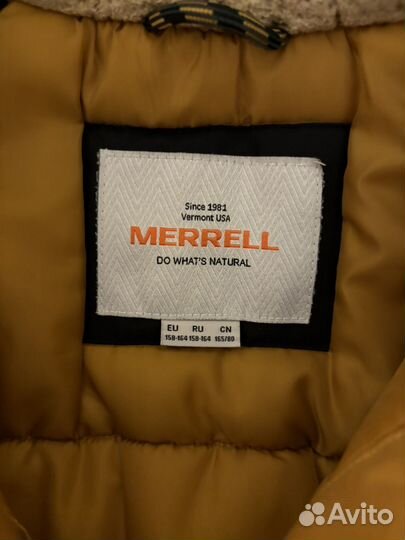 Since 1981
Vermont USA
MERRELL
DO WHAT'S NATURAL
EU RU CN
158-164 158-164 165/80
Avito